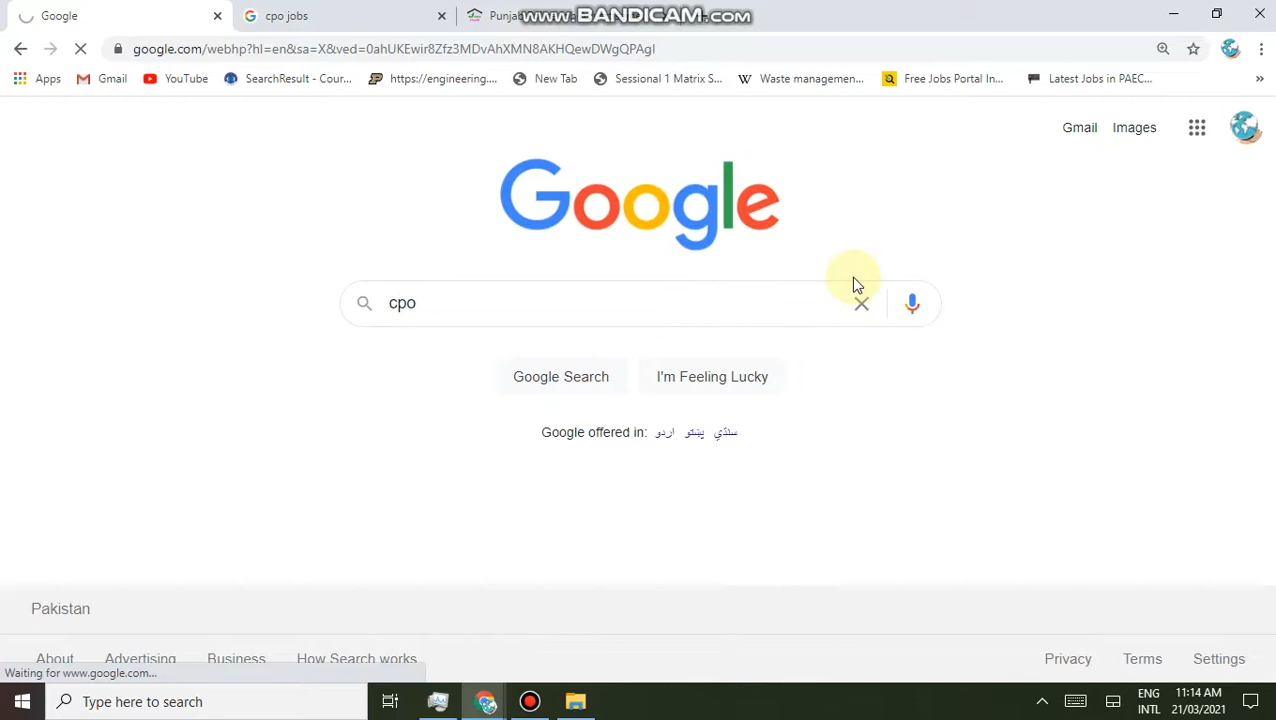 Google
cpo jobs
Punja
www.BANDICAM.com
google.com/webhp?hl=en&sa=X&ved=0ahUKEwir8Zfz3MDvAhXMN8AKHQewDWgQPAgI
Apps
Gmail
YouTube
SearchResult - Cour...
https://engineering....
New Tab
Sessional 1 Matrix S...
Waste managemen...
Free Jobs Portal In...
Latest Jobs in PAEC...
»
Gmail Images
Google
cpo
Google Search
I'm Feeling Lucky
Google offered in: اردو پښتو سنڌي
Pakistan
About Advertising Business How Search works
Privacy Terms Settings
Waiting for www.google.com...
Type here to search
ENG
INTL
11:14 AM
21/03/2021